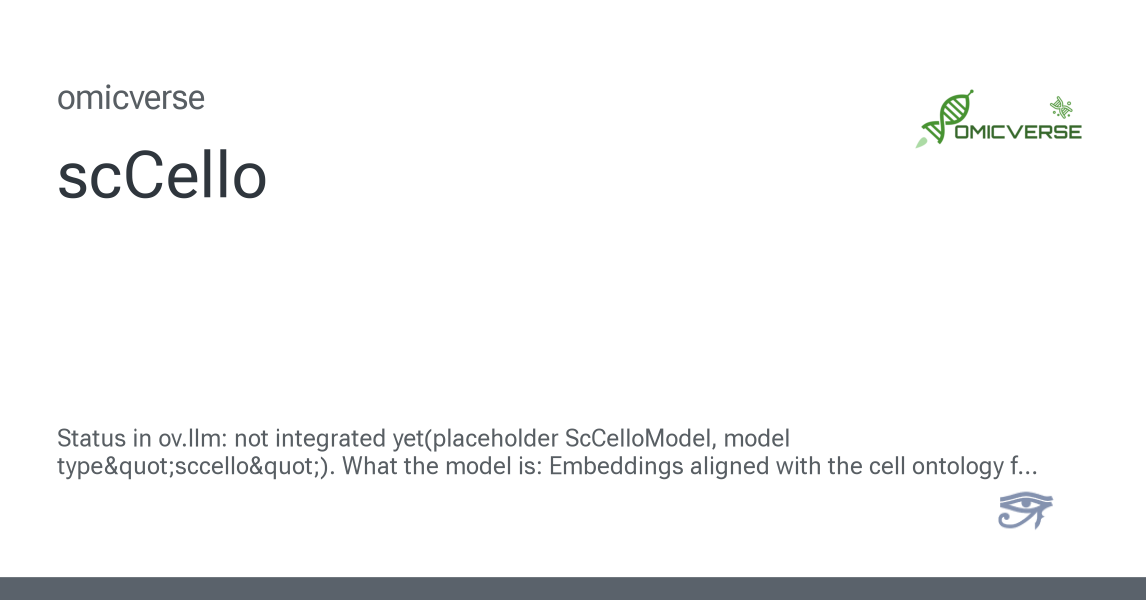 omicverse
OMICVERSE
scCello
Status in ov.llm: not integrated yet(placeholder ScCelloModel, model
type&quot;sccello&quot;). What the model is: Embeddings aligned with the cell ontology f…